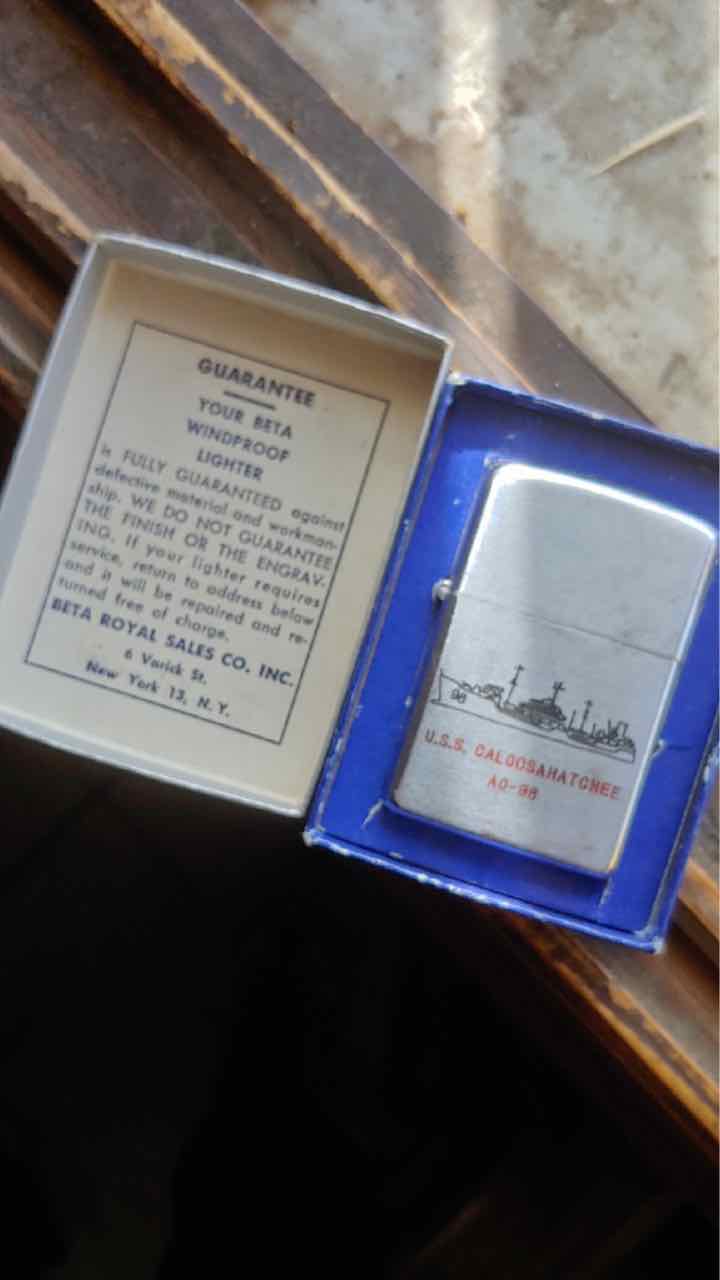 GUARANTEE
YOUR BETA
WINDPROOF
LIGHTER
is FULLY GUARANTEED against
defective material and workman-
ship. WE DO NOT GUARANTEE
THE FINISH OR THE ENGRAV-
ING. If your lighter requires
service, return to address below
and it will be repaired and re-
turned free of charge.
BETA ROYAL SALES CO. INC.
6 Varick St.
New York 13, N. Y.
98
U.S.S. CALOOSAHATCHEE
AO-98